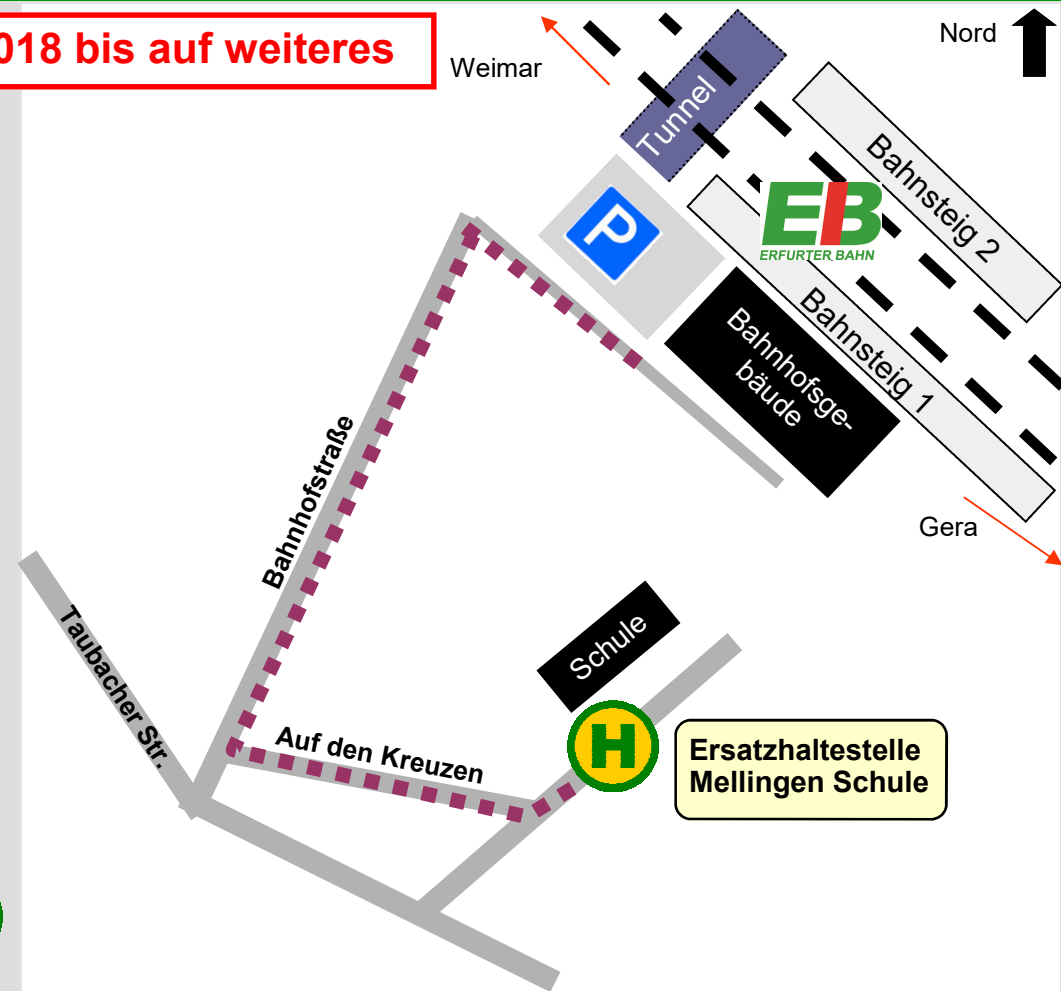 018 bis auf weiteres
Weimar
Nord
Tunnel
P
Bahnsteig 2
EB
ERFURTER BAHN
Bahnsteig 1
Bahnhofsge-
bäude
Gera
Bahnhofstraße
Taubacher Str.
Schule
Auf den Kreuzen
H
Ersatzhaltestelle
Mellingen Schule